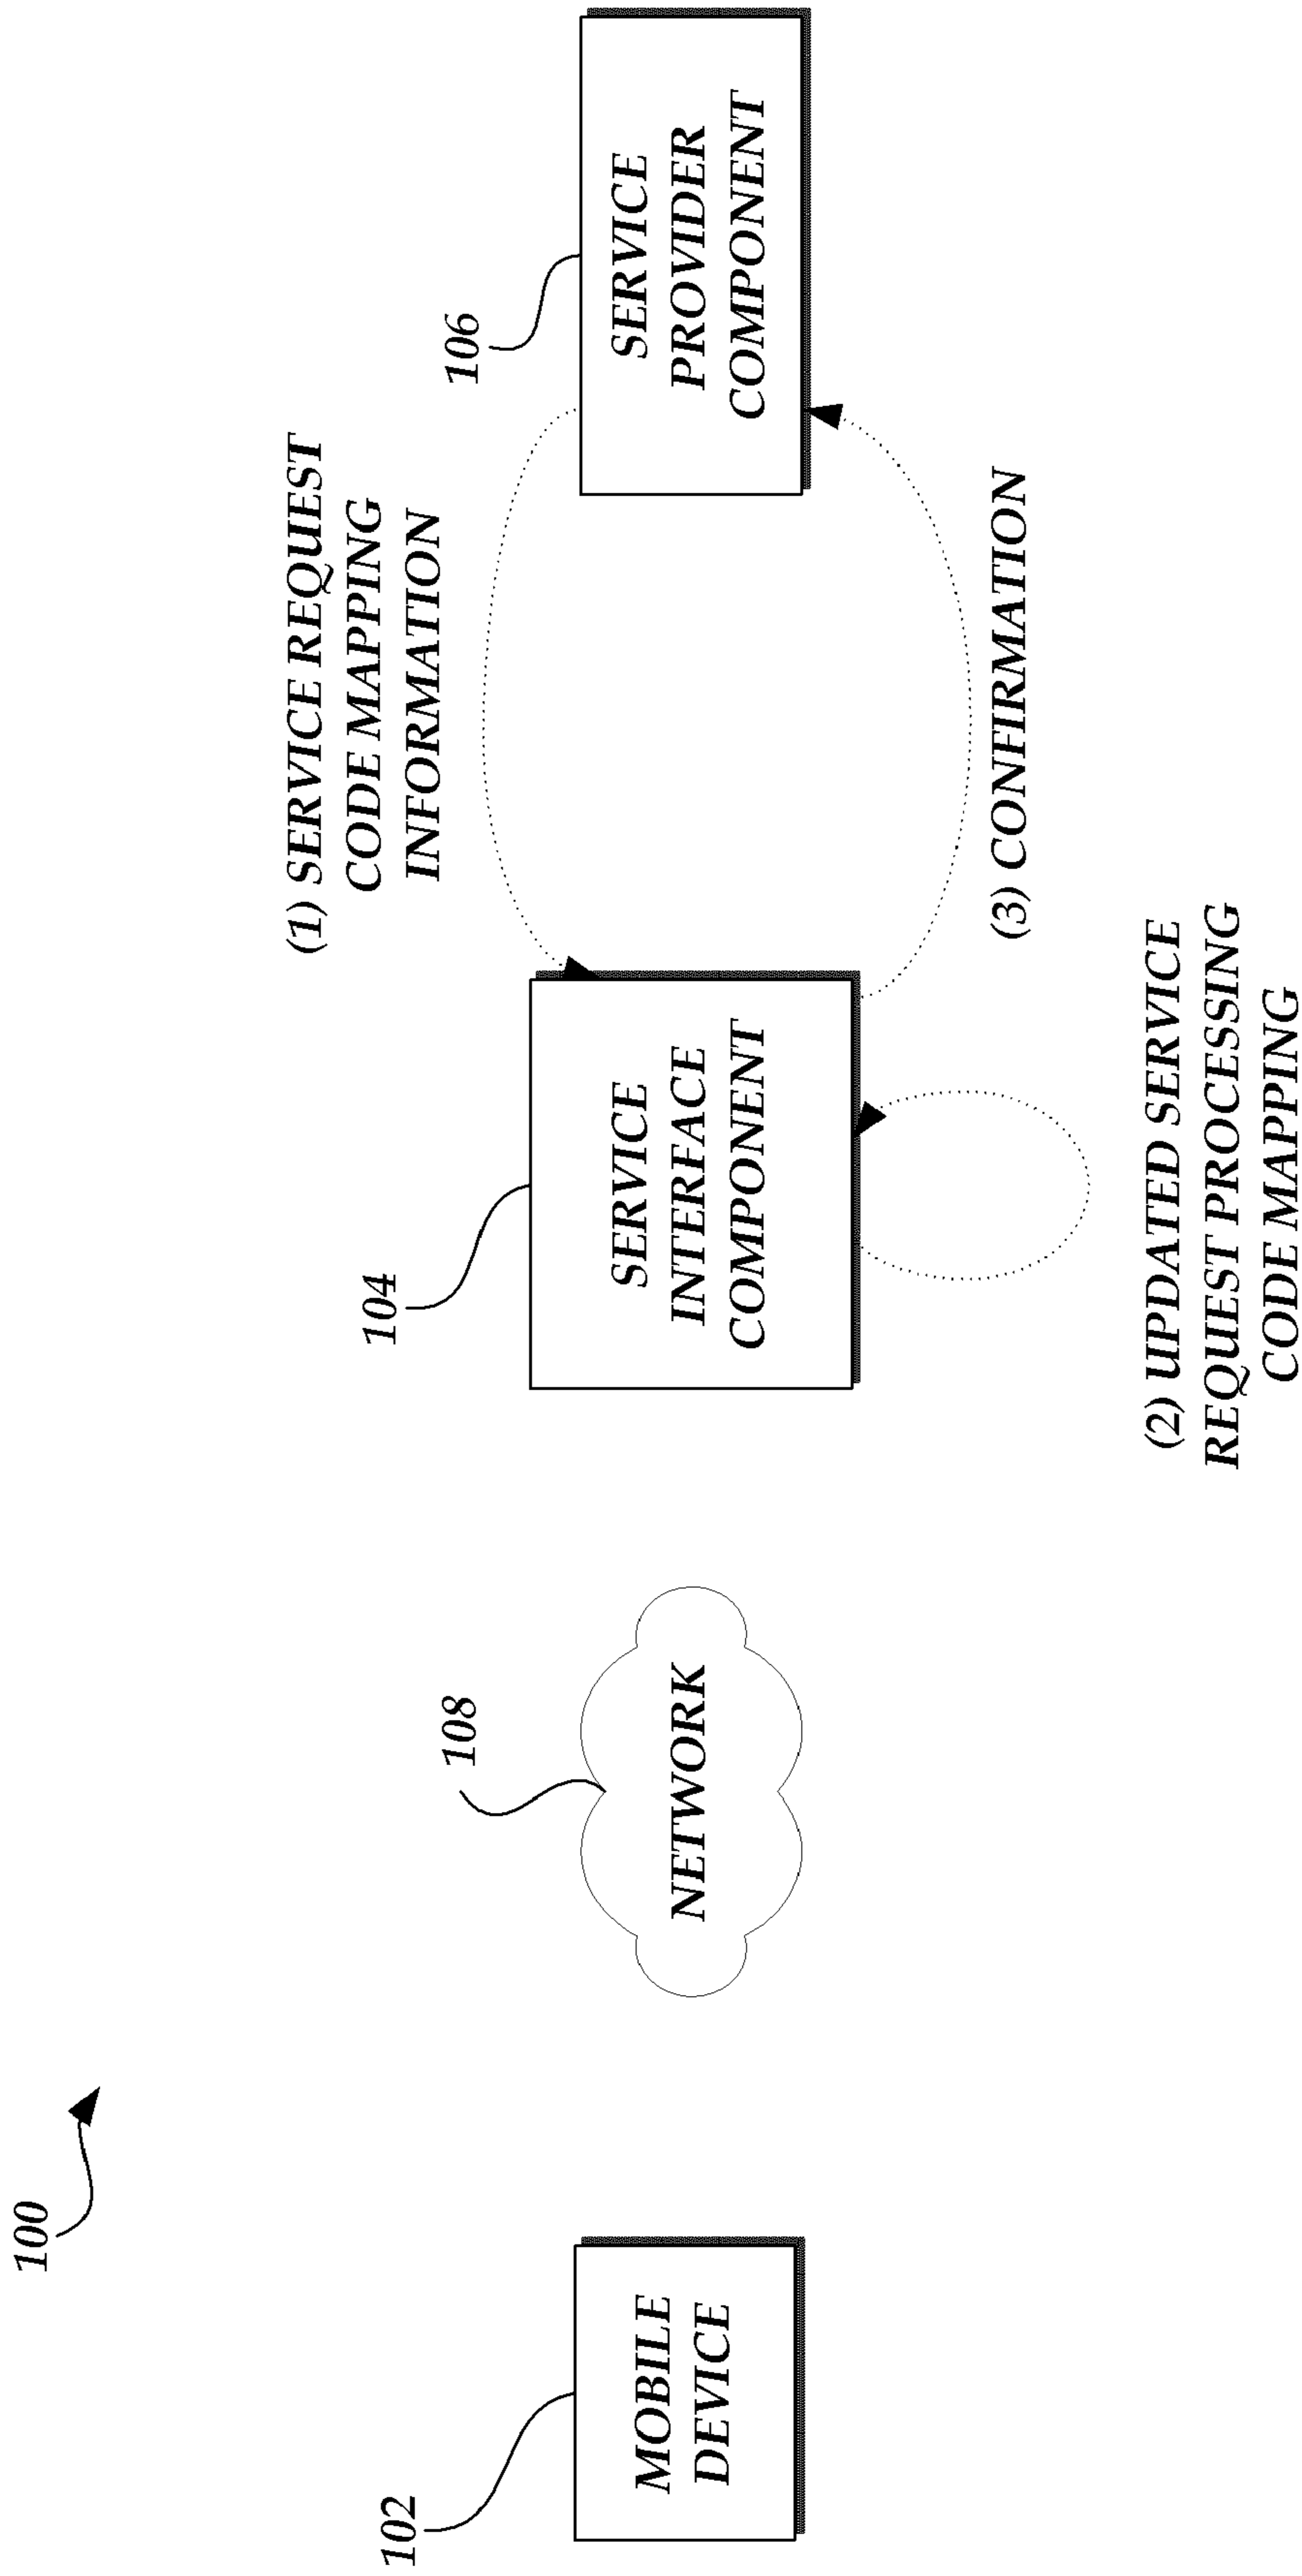 100
(1) SERVICE REQUEST
CODE MAPPING
INFORMATION
102
108
104
106
MOBILE
DEVICE
NETWORK
SERVICE
INTERFACE
COMPONENT
SERVICE
PROVIDER
COMPONENT
(3) CONFIRMATION
(2) UPDATED SERVICE
REQUEST PROCESSING
CODE MAPPING